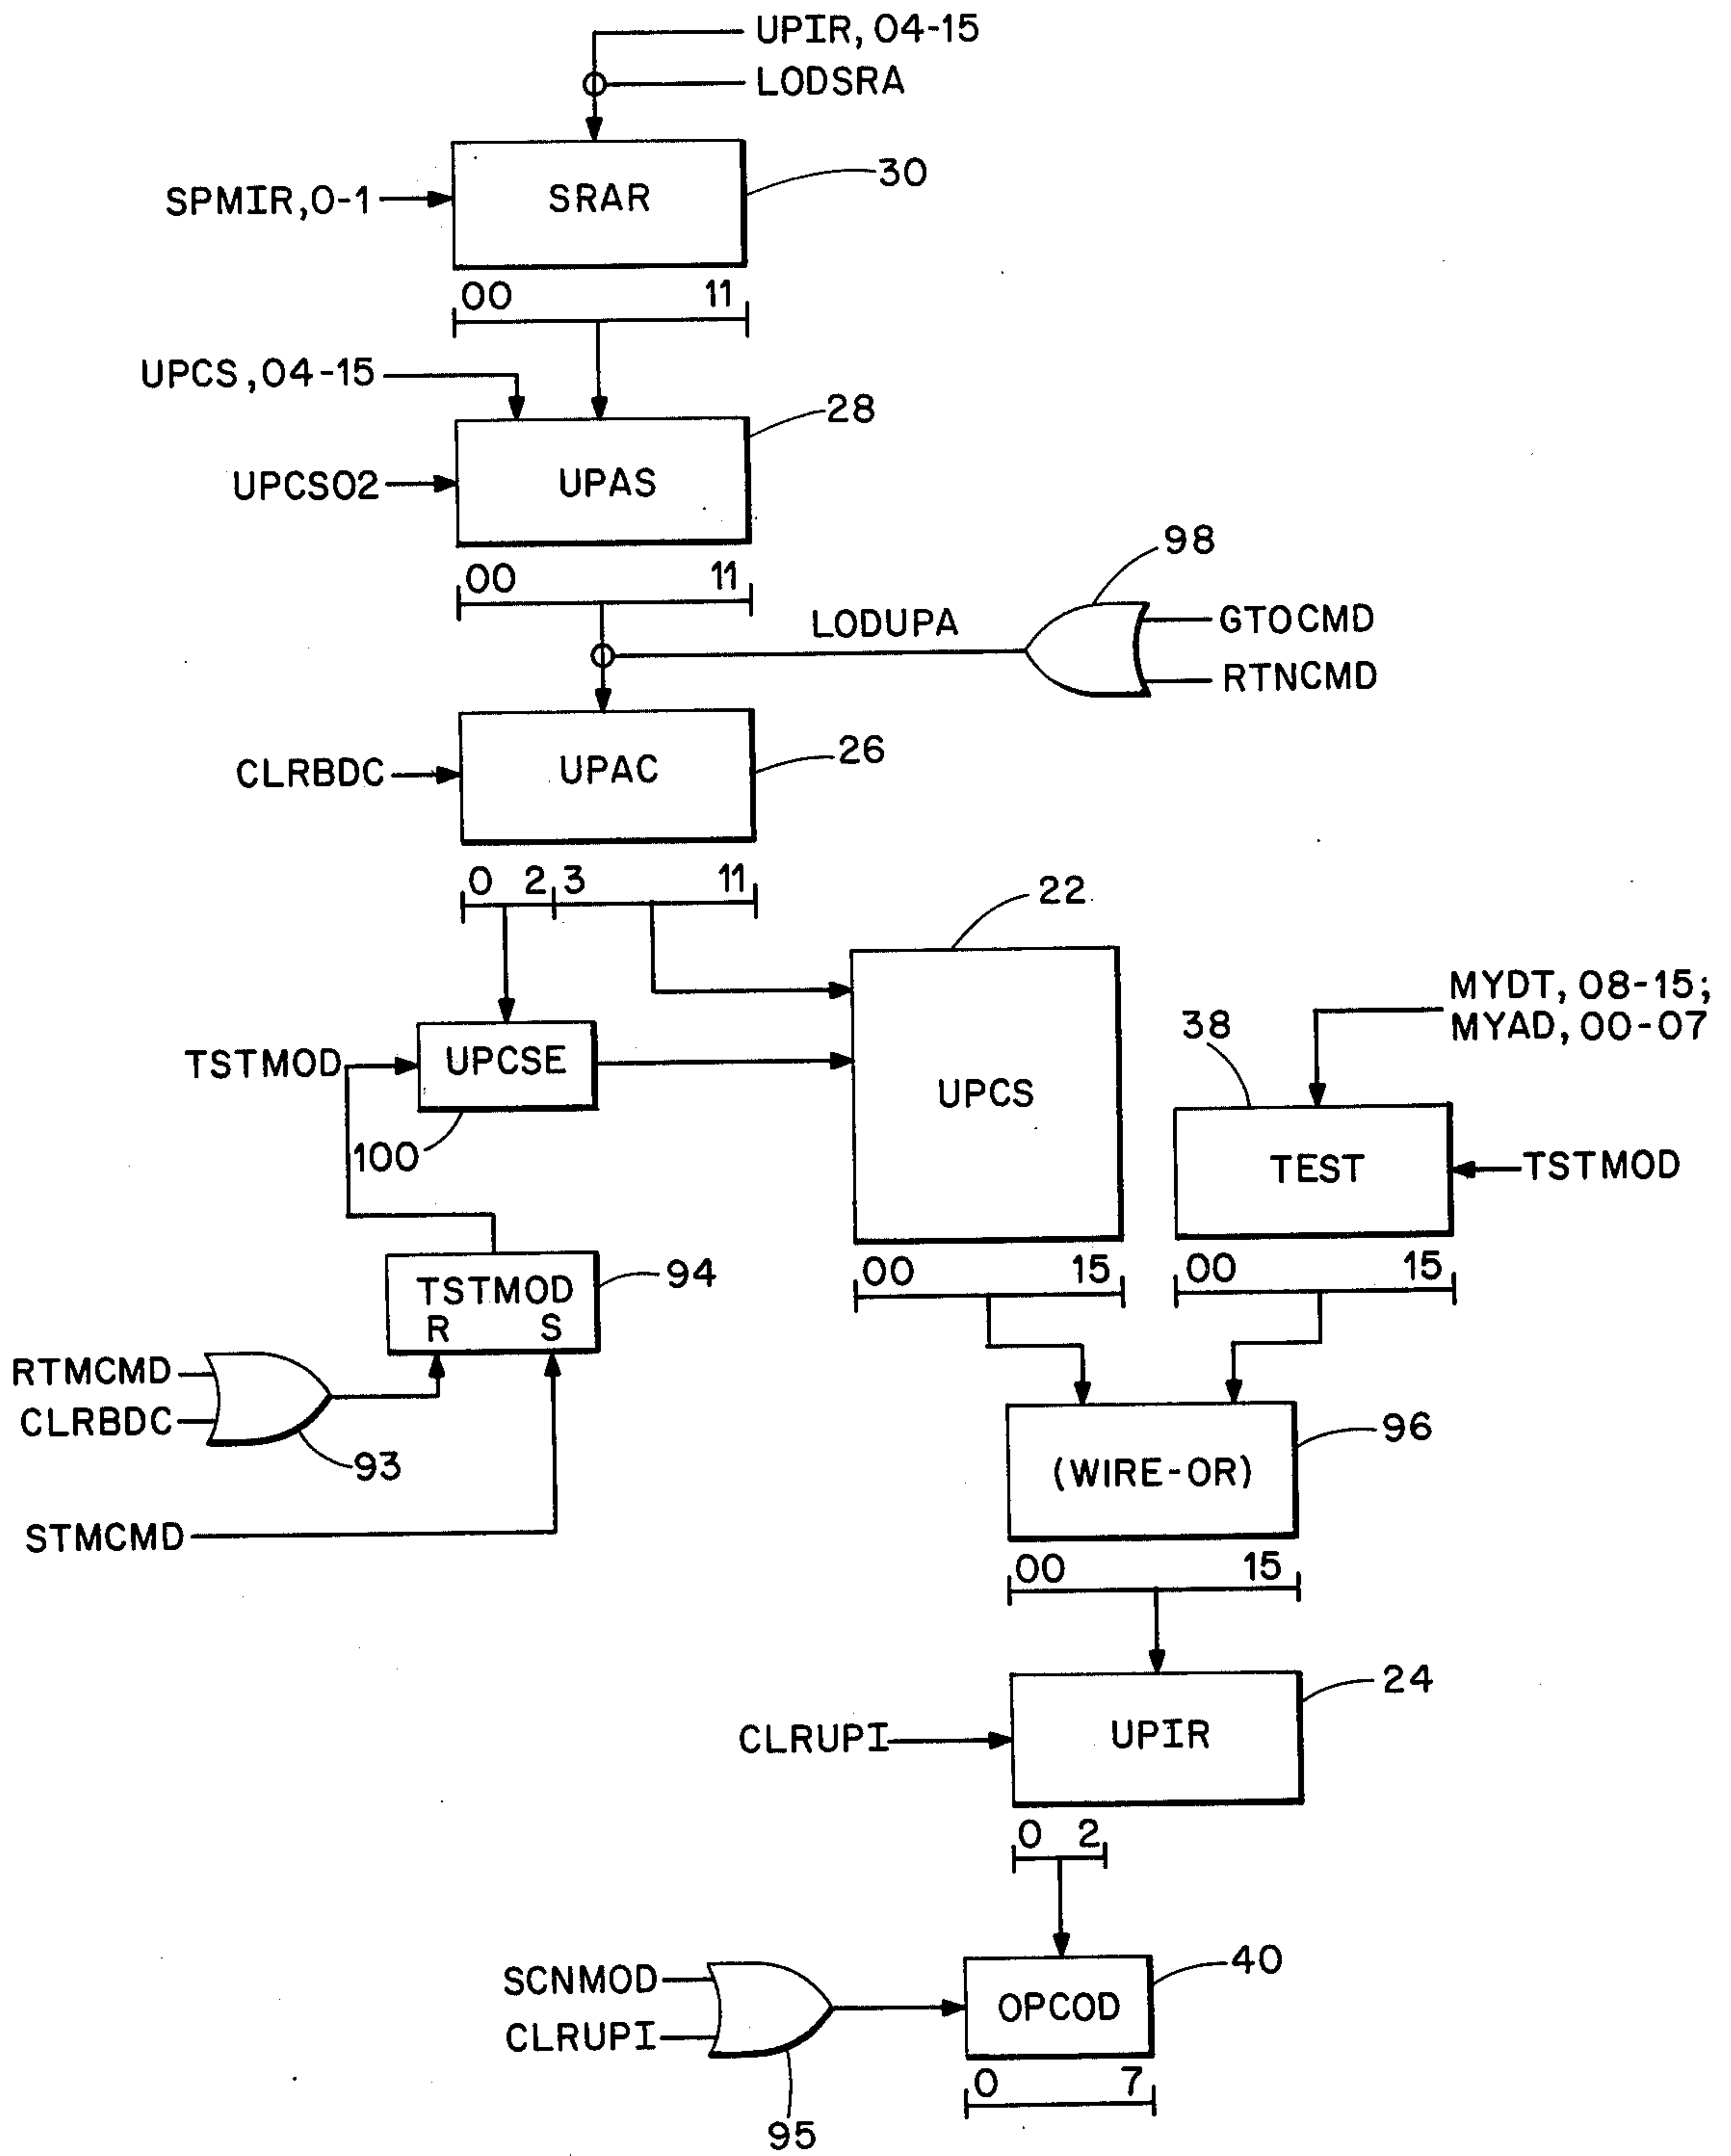 UPIR, 04-15
LODSRA
SPMIR, 0-1
SRAR
30
00 11
UPCS, 04-15
28
UPCS02
UPAS
00 11
98
LODUPA
GTOCMD
RTNCMD
CLRBDC
UPAC
26
0 2 3 11
22
MYDT, 08-15;
MYAD, 00-07
38
TSTMOD
UPCSE
UPCS
100
TEST
TSTMOD
00 15
00 15
TSTMOD
R S
94
RTMCMD
CLRBDC
93
STMCMD
(WIRE-OR)
96
00 15
24
CLRUPI
UPIR
0 2
SCNMOD
CLRUPI
95
OPCOD
40
0 7